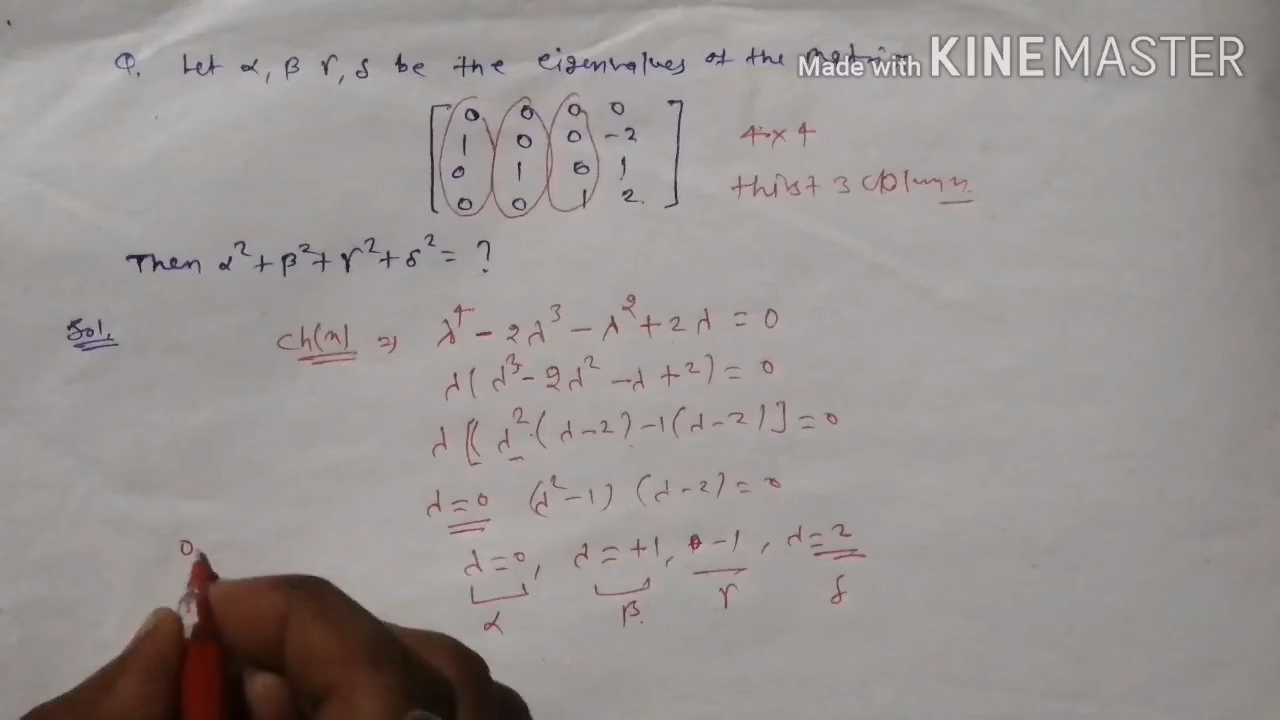 Q. Let α, β γ, δ be the eigenvalues of the
Made with KINEMASTER
0 0 0 0
1 0 0 -2
0 1 0 1
0 0 1 2
4×4
3 column
Then α² + β² + γ² + δ² = ?
Sol.
ch(x) ⇒ λ⁴ - 2λ³ - λ² + 2λ = 0
λ(λ³ - 2λ² - λ + 2) = 0
λ[(λ²(λ-2) - 1(λ-2)] = 0
λ = 0 (λ² - 1) (λ - 2) = 0
λ = 0, λ = +1, -1, λ = 2
α β. γ δ
0